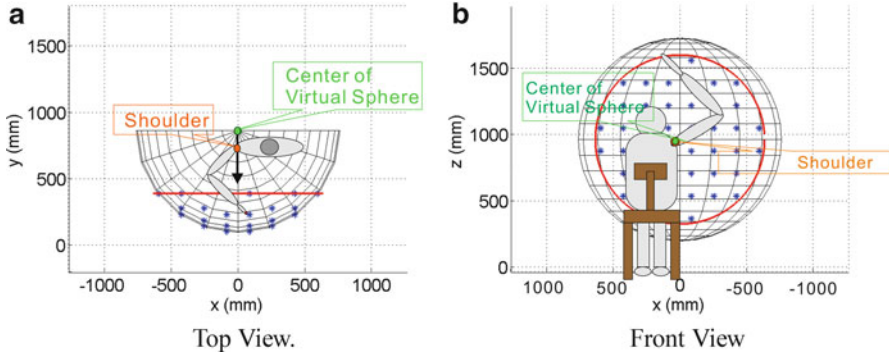 a
1500
1000
500
0
y (mm)
Center of
Virtual Sphere
Shoulder
-1000
-500
0
500
1000
x (mm)
Top View.
b
1500
1000
500
0
z (mm)
Center of
Virtual Sphere
Shoulder
1000
500
0
-500
-1000
x (mm)
Front View